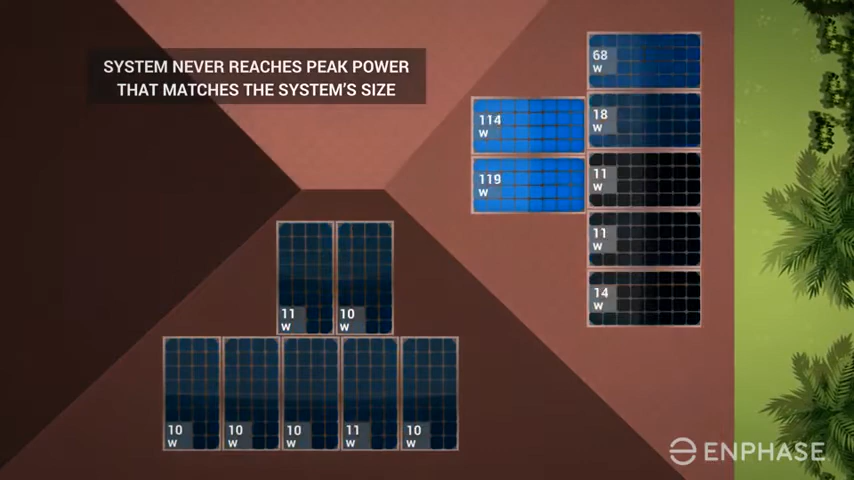 SYSTEM NEVER REACHES PEAK POWER
THAT MATCHES THE SYSTEM'S SIZE
68
W
114
W
18
W
119
W
11
W
11
W
14
W
11
W
10
W
10
W
10
W
10
W
11
W
10
W
ENPHASE